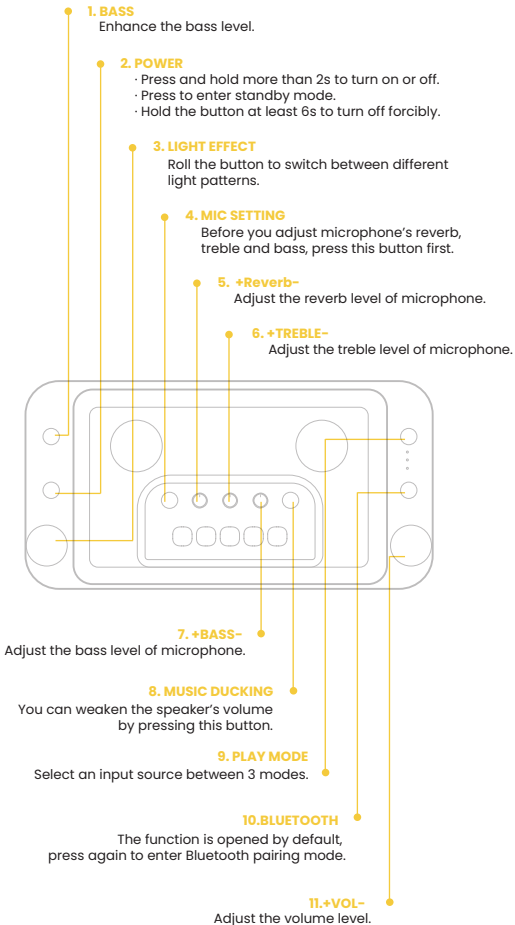 1. BASS
Enhance the bass level.
2. POWER
· Press and hold more than 2s to turn on or off.
· Press to enter standby mode.
· Hold the button at least 6s to turn off forcibly.
3. LIGHT EFFECT
Roll the button to switch between different
light patterns.
4. MIC SETTING
Before you adjust microphone's reverb,
treble and bass, press this button first.
5. +Reverb-
Adjust the reverb level of microphone.
6. +TREBLE-
Adjust the treble level of microphone.
7. +BASS-
Adjust the bass level of microphone.
8. MUSIC DUCKING
You can weaken the speaker's volume
by pressing this button.
9. PLAY MODE
Select an input source between 3 modes.
10.BLUETOOTH
The function is opened by default,
press again to enter Bluetooth pairing mode.
11.+VOL-
Adjust the volume level.